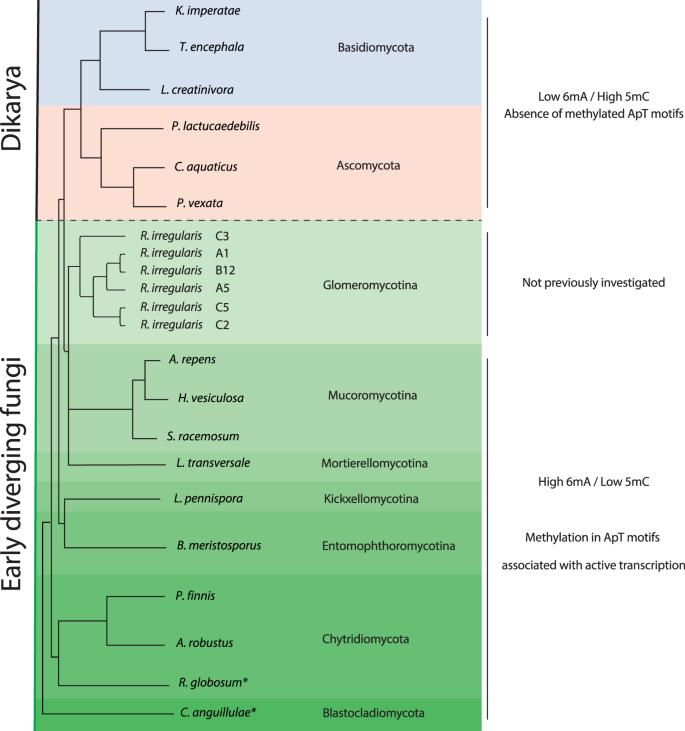 Dikarya
Early diverging fungi
K. imperatae
T. encephala
Basidiomycota
L. creatinivora
P. lactucaedebilis
C. aquaticus
Ascomycota
P. vexata
Low 6mA / High 5mC
Absence of methylated ApT motifs
R. irregularis C3
R. irregularis A1
R. irregularis B12
R. irregularis A5
R. irregularis C5
R. irregularis C2
Glomeromycotina
Not previously investigated
A. repens
H. vesiculosa
Mucoromycotina
S. racemosum
L. transversale
Mortierellomycotina
L. pennispora
Kickxellomycotina
B. meristosporus
Entomophthoromycotina
P. finnis
A. robustus
Chytridiomycota
R. globosum*
C. anguillulae*
Blastocladiomycota
High 6mA / Low 5mC
Methylation in ApT motifs
associated with active transcription